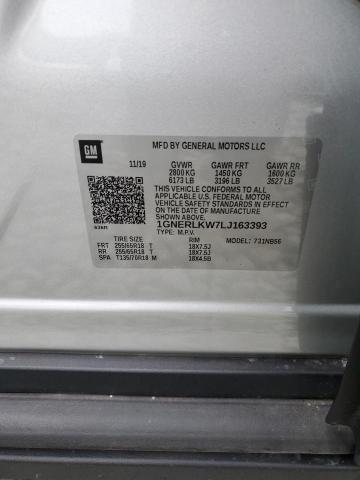 GM
MFD BY GENERAL MOTORS LLC
11/19 GVWR GAWR FRT GAWR RR
2800 KG 1450 KG 1600 KG
6173 LB 3196 LB 3527 LB
THIS VEHICLE CONFORMS TO ALL APPLICABLE
U.S. FEDERAL MOTOR VEHICLE
SAFETY STANDARDS IN EFFECT ON THE
DATE OF MANUFACTURE SHOWN ABOVE.
1GNERLKW7LJ163393
TYPE: M.P.V. MODEL: 731NB56
TIRE SIZE RIM
FRT 255/65R18 T 18X7.5J
RR 255/65R18 T 18X7.5J
SPA T135/70R18 M 18X4.5B